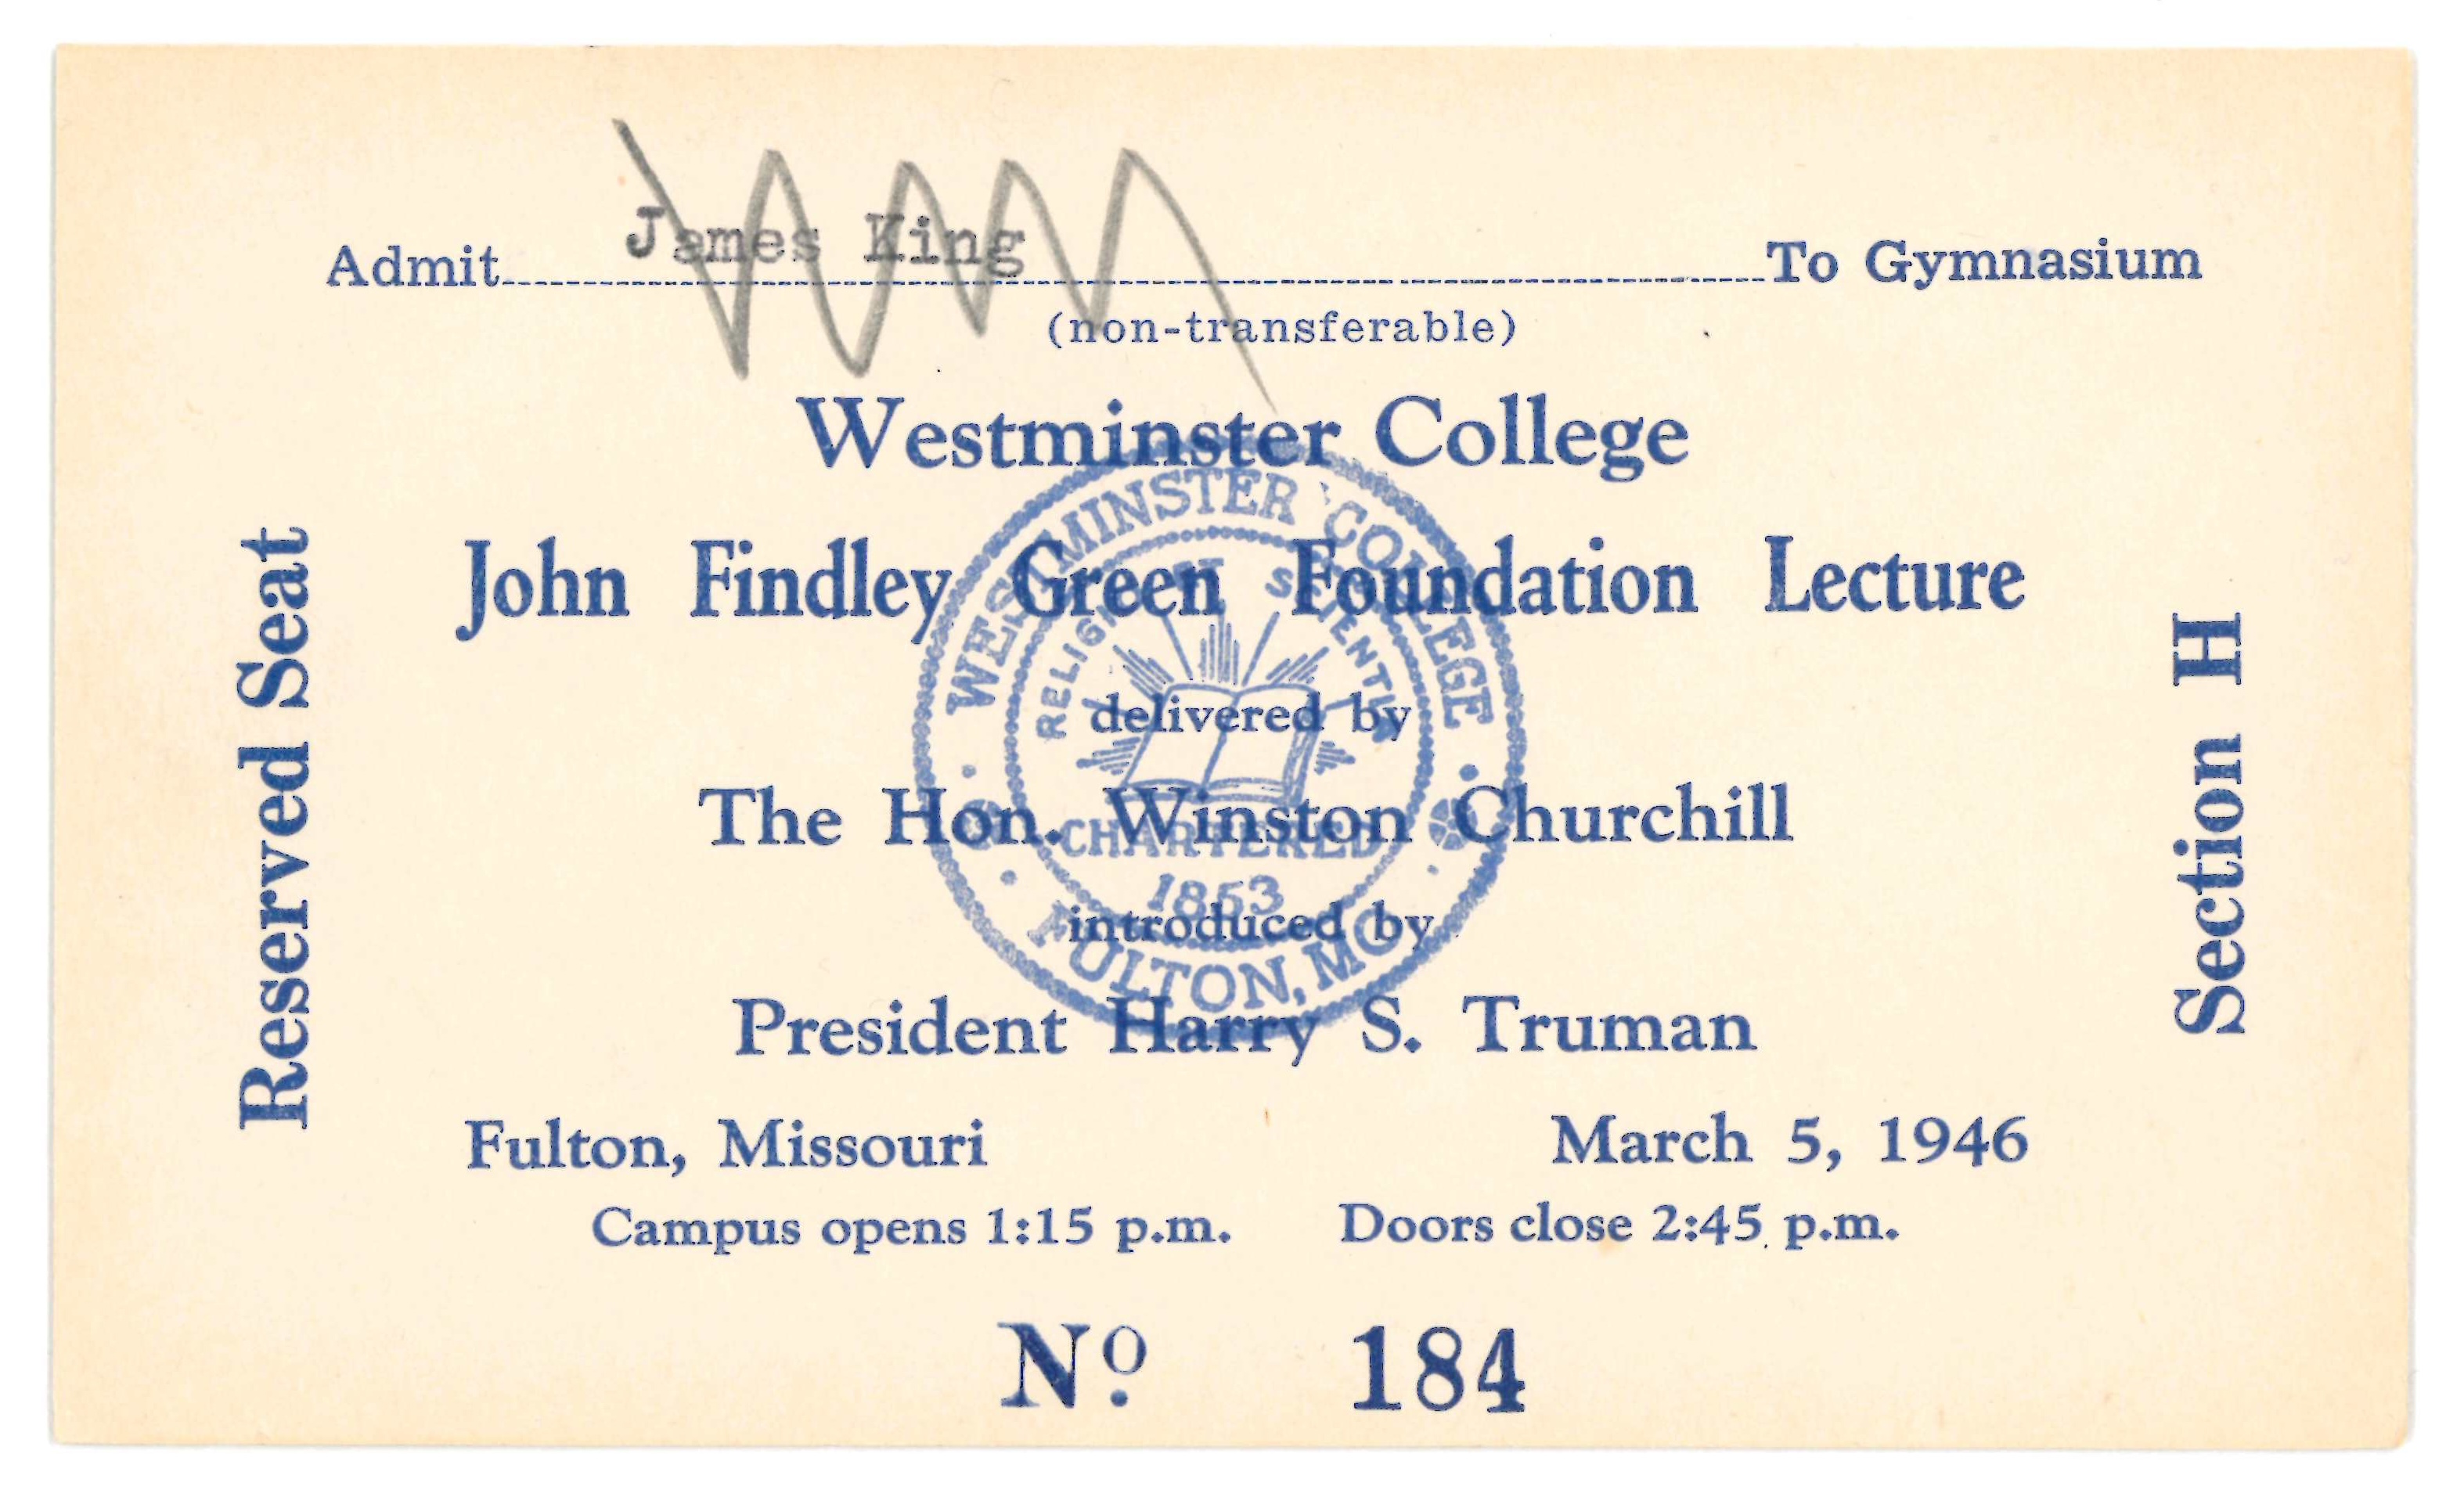 James King
Admit To Gymnasium
(non-transferable)
Westminster College
John Findley Green Foundation Lecture
delivered by
The Hon. Winston Churchill
introduced by
President Harry S. Truman
Fulton, Missouri March 5, 1946
Campus opens 1:15 p.m. Doors close 2:45 p.m.
Nº 184
Reserved Seat
Section H
WESTMINSTER COLLEGE
SCIENTIA
CHARTERED
1853
FULTON, MO